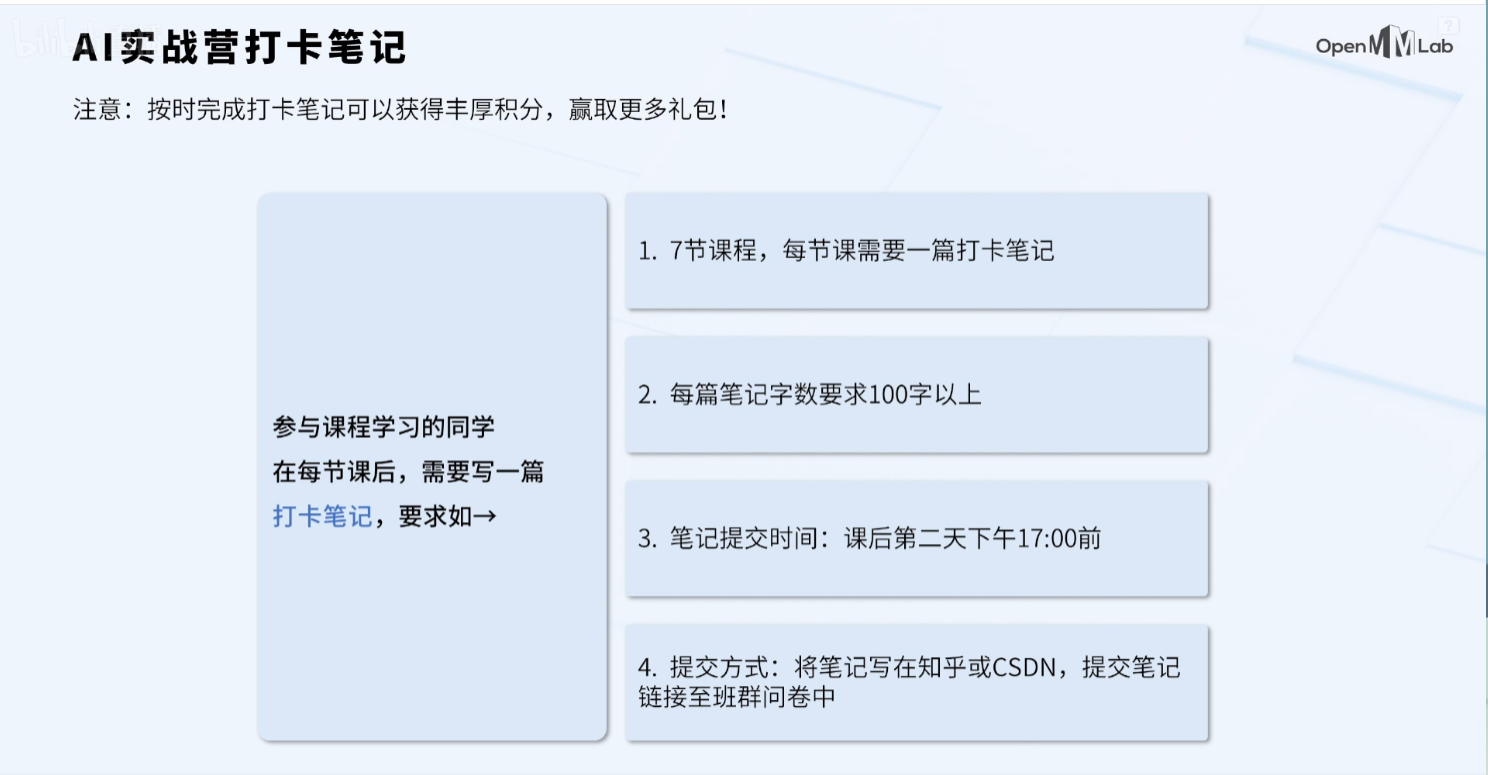 AI实战营打卡笔记
OpenMMLab
注意：按时完成打卡笔记可以获得丰厚积分，赢取更多礼包！
参与课程学习的同学
在每节课后，需要写一篇
打卡笔记，要求如→
1. 7节课程，每节课需要一篇打卡笔记
2. 每篇笔记字数要求100字以上
3. 笔记提交时间：课后第二天下午17:00前
4. 提交方式：将笔记写在知乎或CSDN，提交笔记
链接至班群问卷中